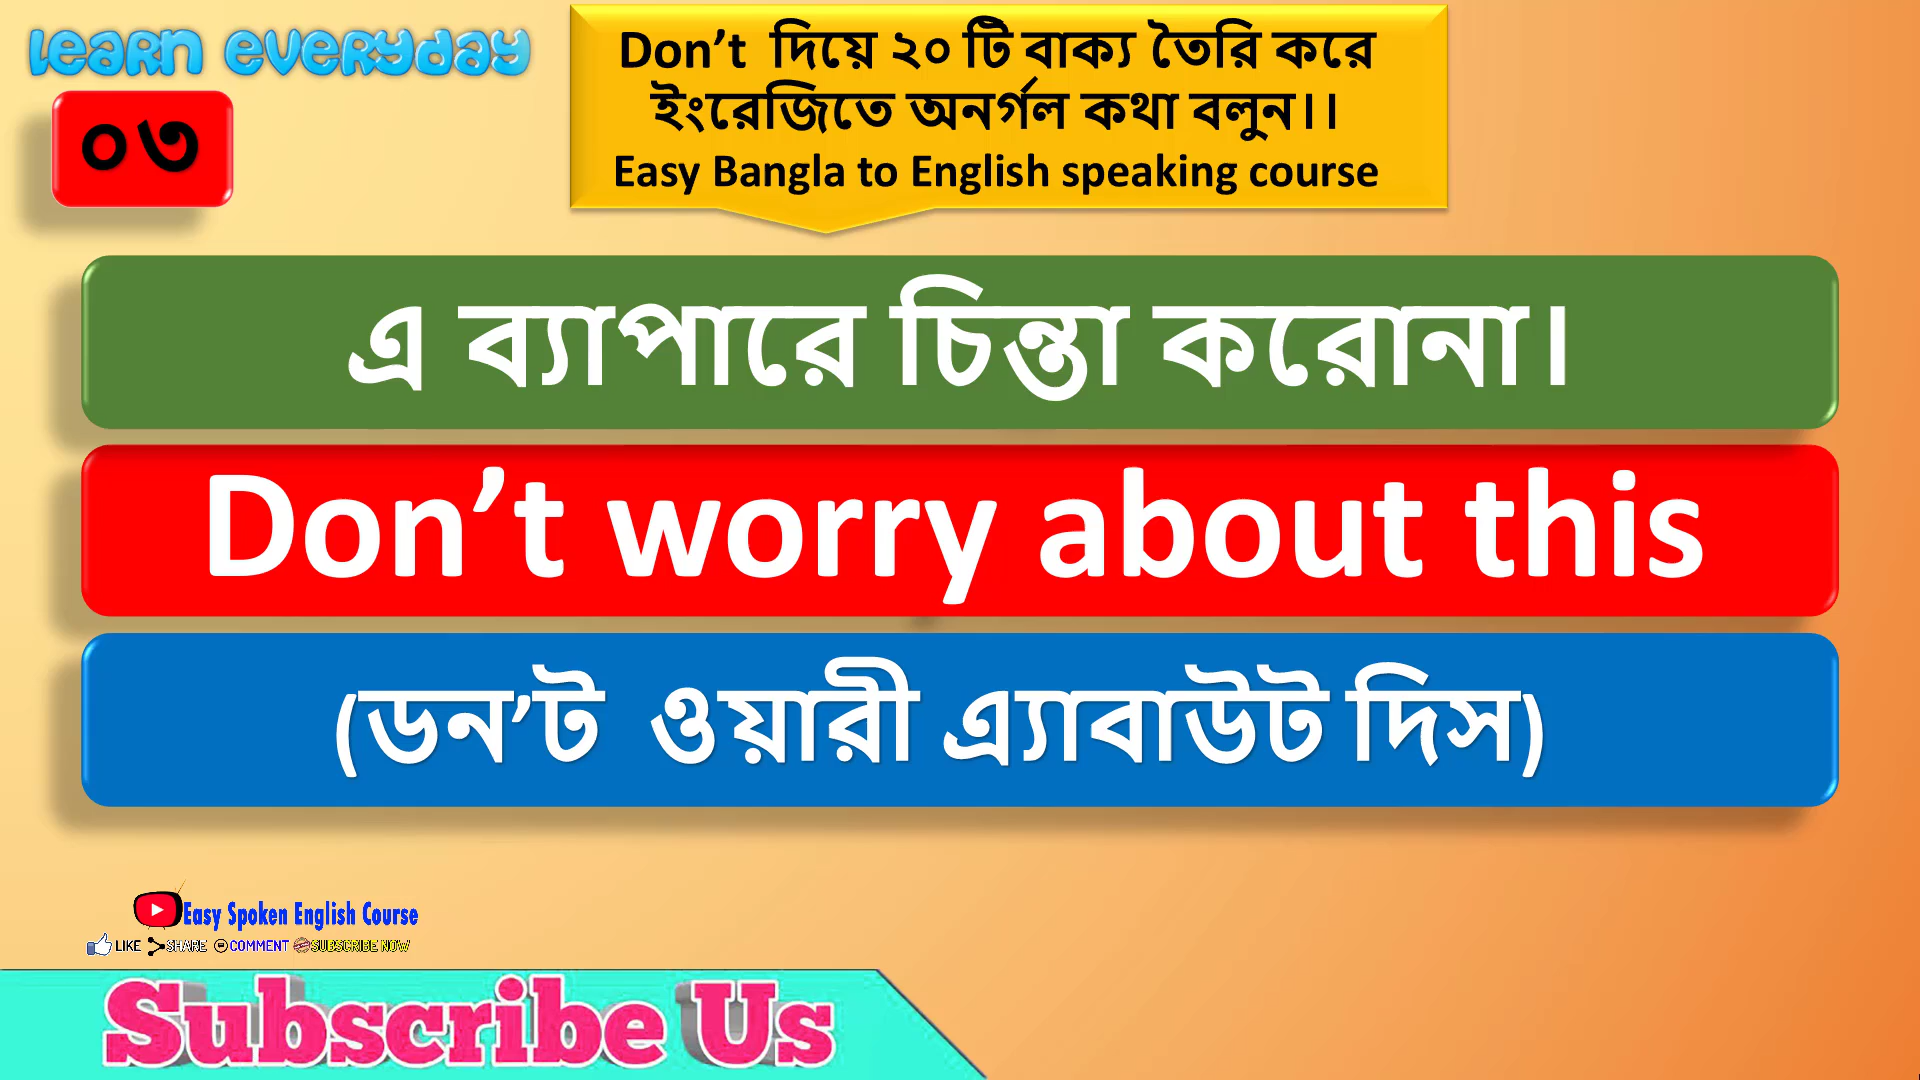 Learn Everyday
০৩
Don’t দিয়ে ২০ টি বাক্য তৈরি করে
ইংরেজিতে অনর্গল কথা বলুন।।
Easy Bangla to English speaking course
এ ব্যাপারে চিন্তা করোনা।
Don’t worry about this
(ডন’ট ওয়ারী এ্যাবাউট দিস)
Easy Spoken English Course
LIKE SHARE COMMENT SUBSCRIBE NOW
Subscribe Us